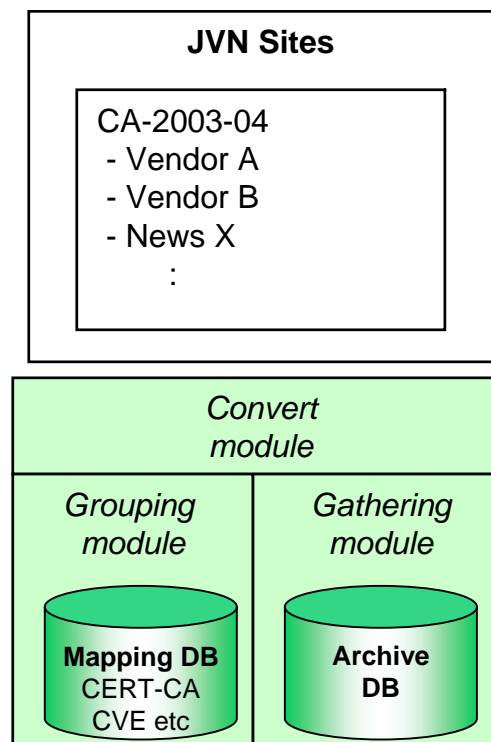 JVN Sites
CA-2003-04
- Vendor A
- Vendor B
- News X
:
Convert
module
Grouping
module
Gathering
module
Mapping DB
CERT-CA
CVE etc
Archive
DB